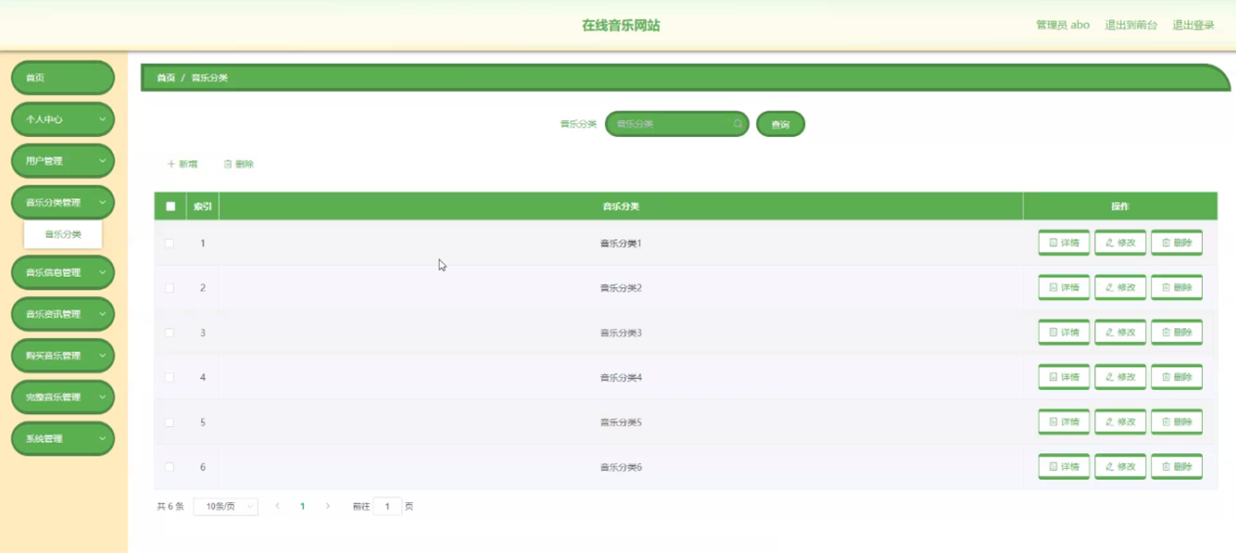 在线音乐网站
管理员 abo 退出到前台 退出登录
首页
个人中心
用户管理
音乐分类管理
音乐分类
音乐信息管理
音乐资讯管理
购买音乐管理
完整音乐管理
系统管理
首页 / 音乐分类
音乐分类 音乐分类 查询
新增 删除
索引 音乐分类 操作
1 音乐分类1 详情 修改 删除
2 音乐分类2 详情 修改 删除
3 音乐分类3 详情 修改 删除
4 音乐分类4 详情 修改 删除
5 音乐分类5 详情 修改 删除
6 音乐分类6 详情 修改 删除
共 6 条 10条/页 1 前往 1 页